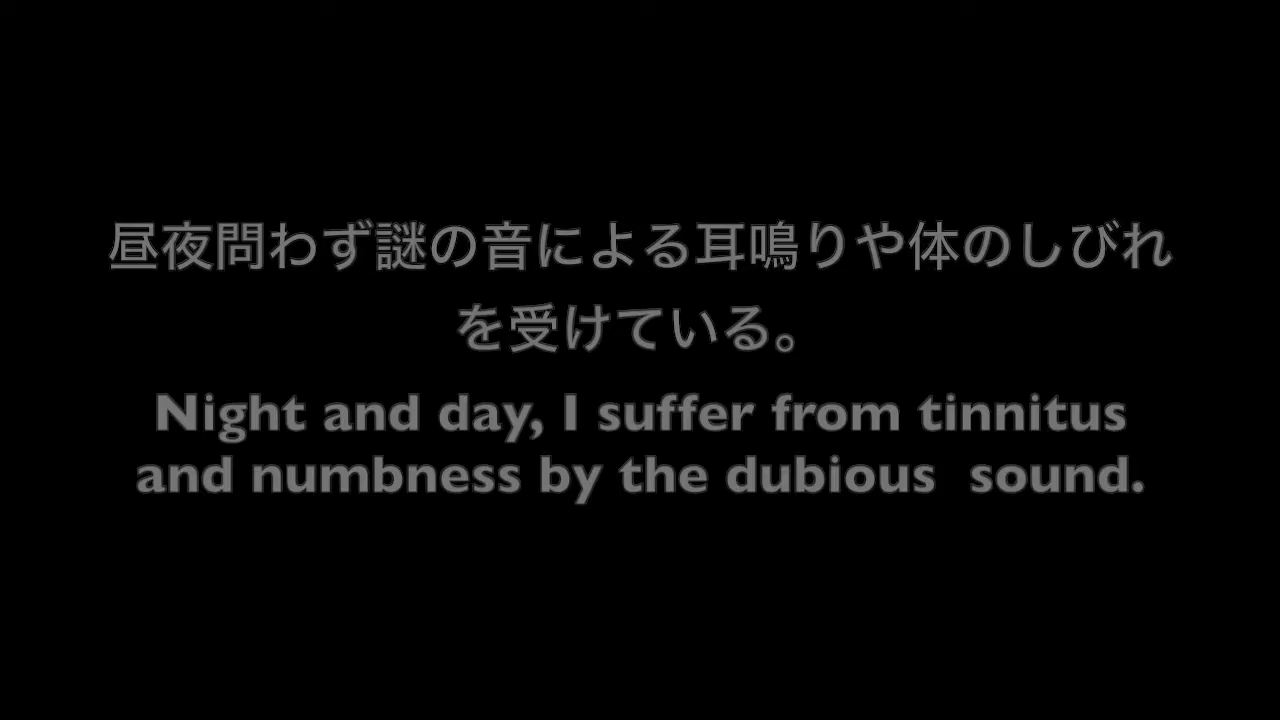 昼夜問わず謎の音による耳鳴りや体のしびれ
を受けている。
Night and day, I suffer from tinnitus
and numbness by the dubious  sound.